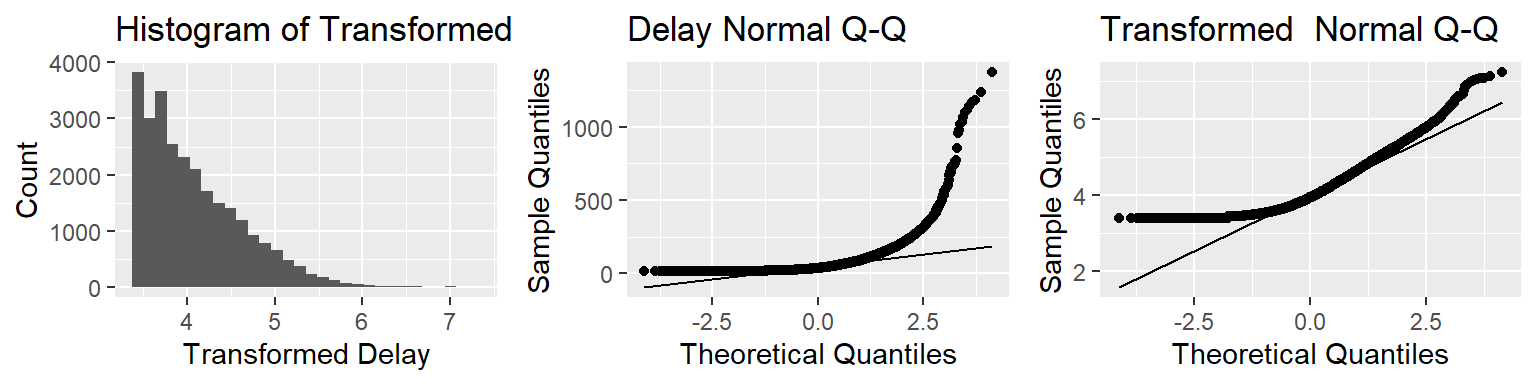 Histogram of Transformed
4000
3000
2000
1000
0
Count
4 5 6 7
Transformed Delay
Delay Normal Q-Q
1000
500
0
Sample Quantiles
-2.5 0.0 2.5
Theoretical Quantiles
Transformed  Normal Q-Q
6
4
2
Sample Quantiles
-2.5 0.0 2.5
Theoretical Quantiles